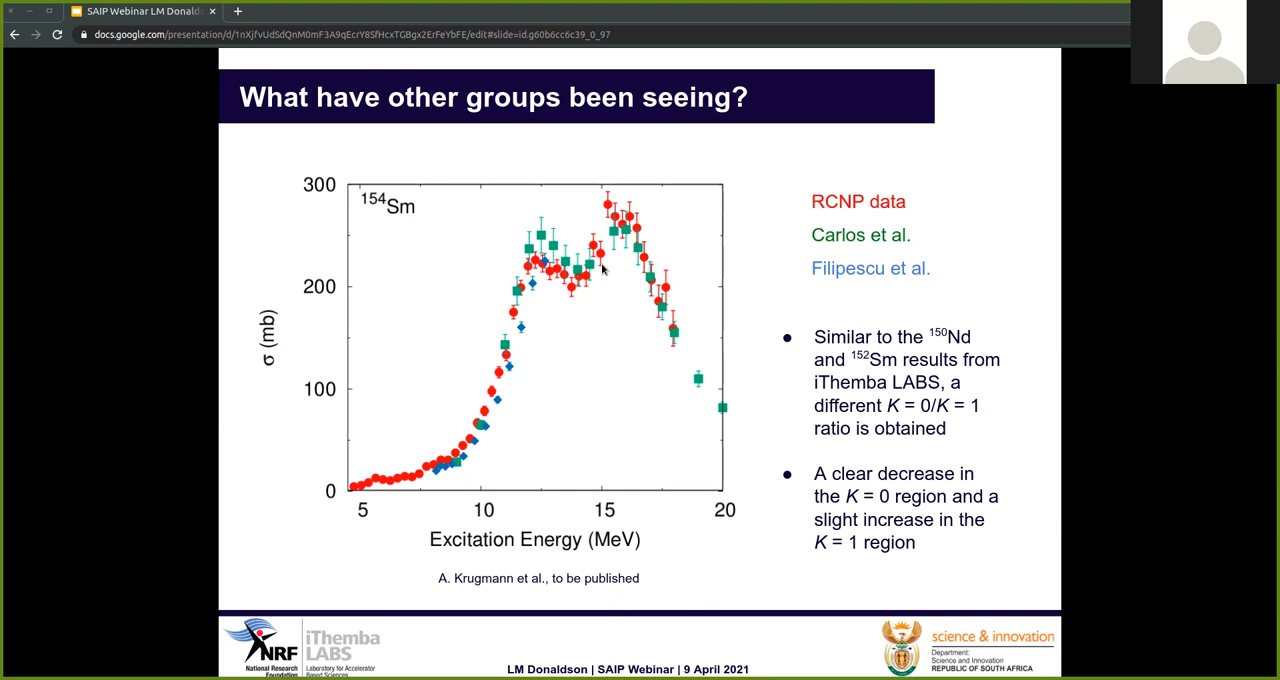 SAIP Webinar LM Donalds
docs.google.com/presentation/d/1nXjfvUdSdQnM0mF3A9qEcrY8SfHcxTGBgx2ErFeYbFE/edit#slide=id.g60b6cc6c39_0_97
What have other groups been seeing?
154Sm
300
200
100
0
σ (mb)
5 10 15 20
Excitation Energy (MeV)
A. Krugmann et al., to be published
RCNP data
Carlos et al.
Filipescu et al.
● Similar to the 150Nd
and 152Sm results from
iThemba LABS, a
different K = 0/K = 1
ratio is obtained
● A clear decrease in
the K = 0 region and a
slight increase in the
K = 1 region
NRF
National Research
Foundation
iThemba
LABS
Laboratory for Accelerator
Based Sciences
LM Donaldson | SAIP Webinar | 9 April 2021
science & innovation
Department:
Science and Innovation
REPUBLIC OF SOUTH AFRICA